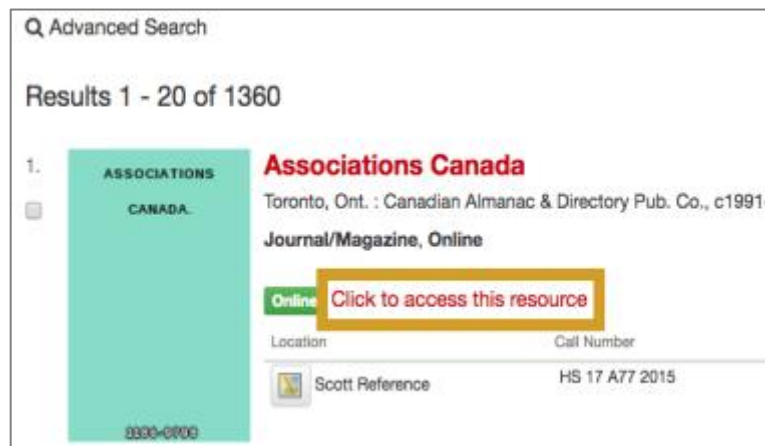 Advanced Search
Results 1 - 20 of 1360
1.
ASSOCIATIONS
CANADA.
Associations Canada
Toronto, Ont. : Canadian Almanac & Directory Pub. Co., c1991-
Journal/Magazine, Online
Online Click to access this resource
Location Call Number
Scott Reference HS 17 A77 2015